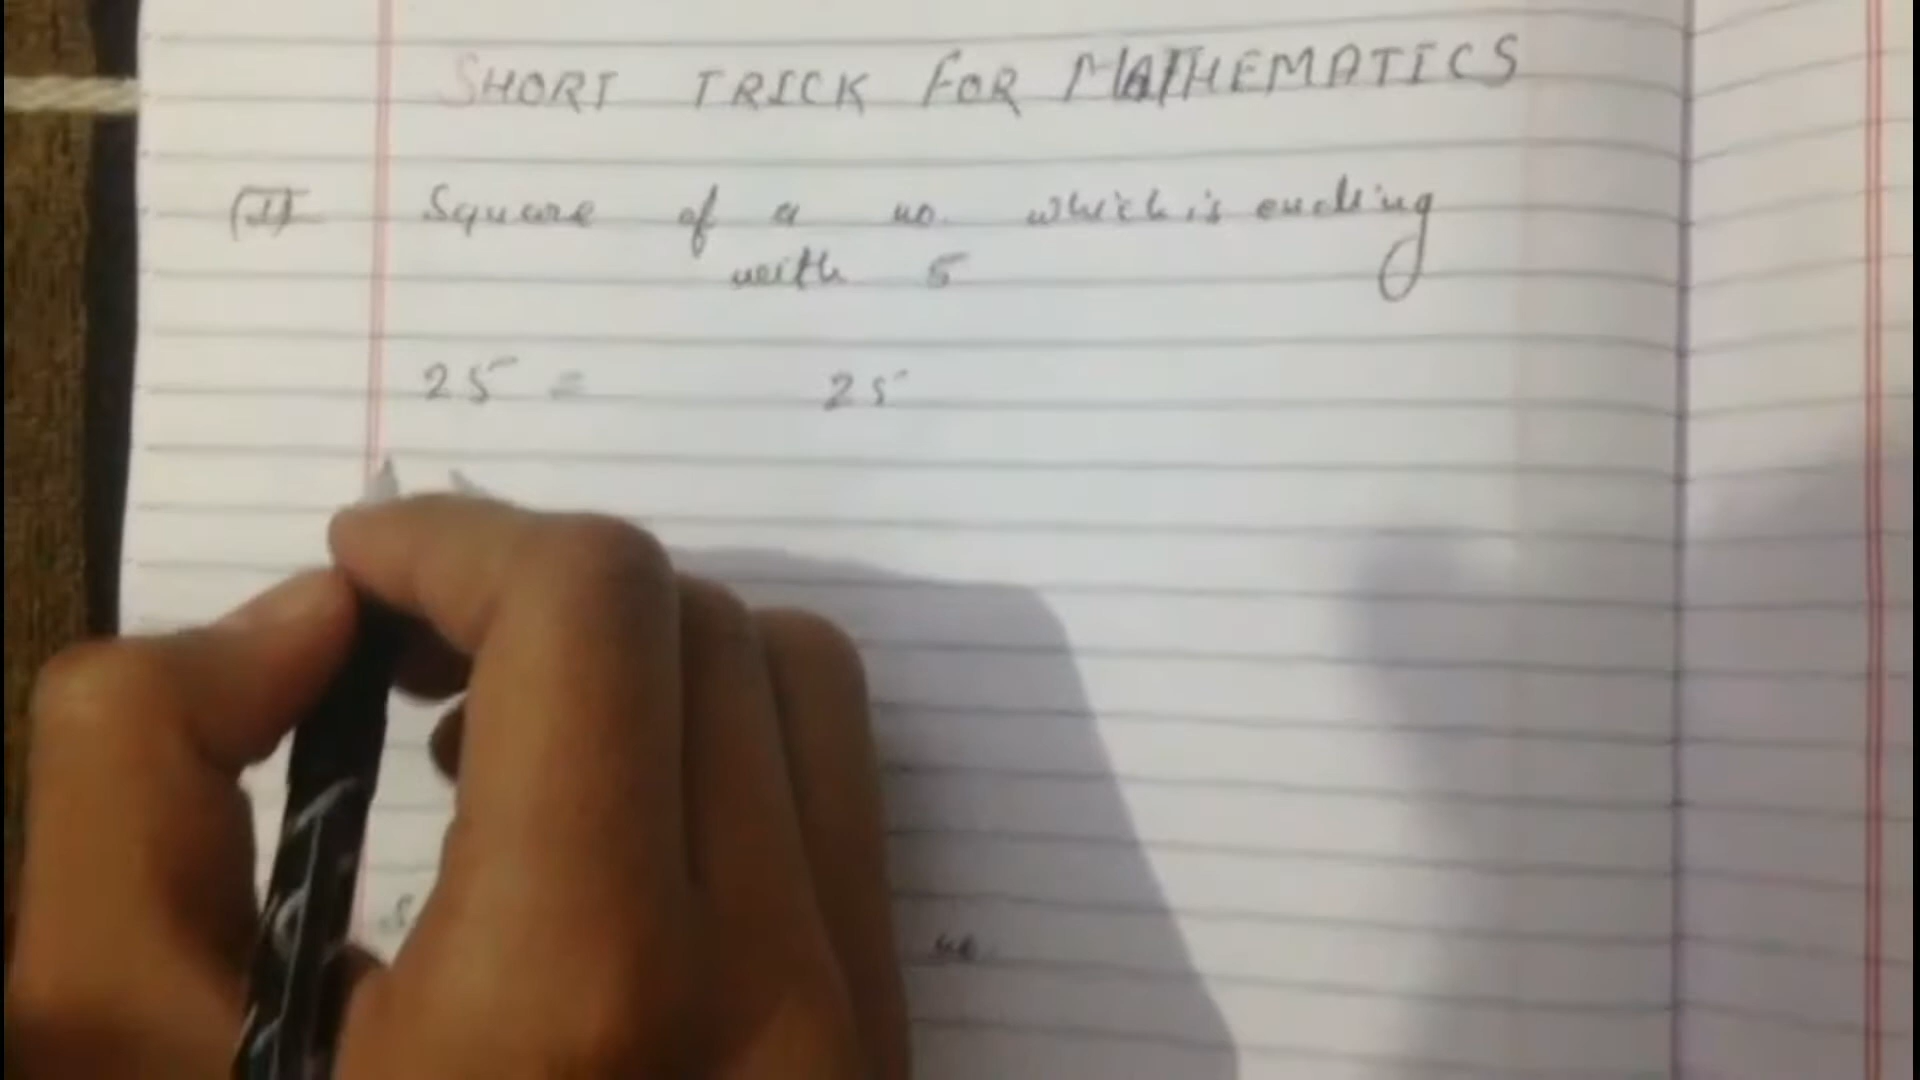 SHORT TRICK FOR MATHEMATICS
(1) Square of a no. which is ending
with 5
25 = 25